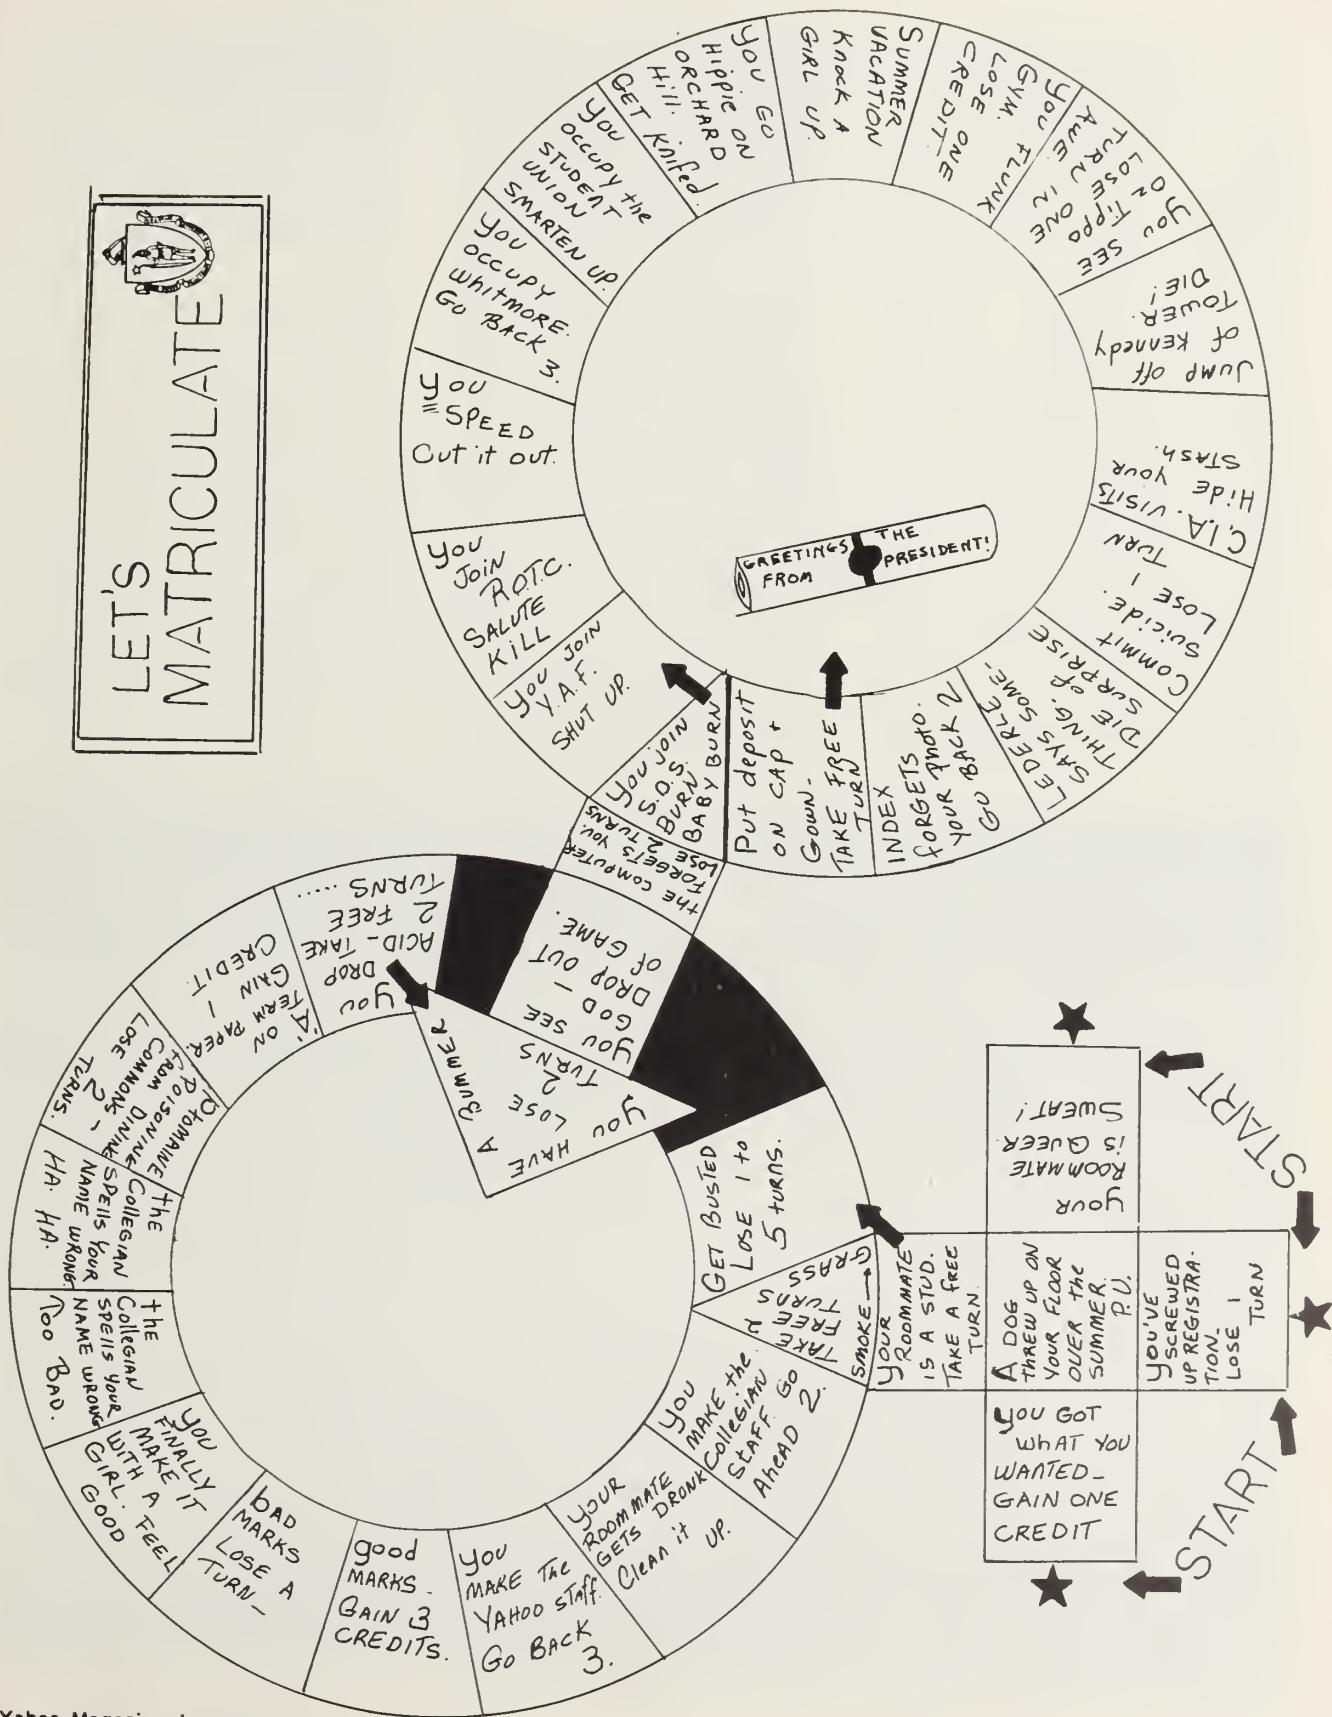 LET'S
MATRICULATE
START
START
YOUR
ROOMMATE
IS QUEER
SWEAT!
YOU'VE
SCREWED
UP REGISTRA-
TION-
LOSE 1
TURN
YOU GOT
WHAT YOU
WANTED-
GAIN ONE
CREDIT
A DOG
THREW UP ON
YOUR FLOOR
OVER the
SUMMER.
P.U.
YOUR
ROOMMATE
IS A STUD.
TAKE A FREE
TURN.
SMOKE → GRASS
TAKE 2
FREE
TURNS
YOU
MAKE the
Collegian
STAFF. GO
AHEAD 2.
YOUR
ROOMMATE
GETS DRONK
Clean it
UP.
YOU
MAKE THE
YAHOO STAFF.
GO BACK
3.
good
MARKS-
GAIN 3
CREDITS.
bAD
MARKS
LOSE A
TURN-
YOU
FINALLY
MAKE IT
WITH A
GIRL. FEEL
GOOD
the
Collegian
SPELLS YOUR
NAME WRONG
TOO BAD.
the
Collegian
SPELLS YOUR
NAME WRONG.
HA. HA.
PTOMAINE
POISONING
FROM DINING
COMMONS-
LOSE 2
TURNS.
"A" ON
TERM PAPER.
GAIN 1
CREDIT.
YOU
DROP
ACID-TAKE
2 FREE
TURNS .....
YOU
HAVE
A BUMMER
LOSE
2
TURNS
YOU SEE
GOD-
DROP OUT
OF GAME.
GET BUSTED
LOSE 1 to
5 TURNS.
the COMPUTER
FORGETS YOU.
LOSE 2 TURNS
YOU JOIN
S.D.S.
BURN
BABY BURN
YOU JOIN
Y.A.F.
SHUT UP.
YOU
JOIN
R.O.T.C.
SALUTE
KILL
YOU
SPEED
Cut it out.
YOU
OCCUPY
WHITMORE.
GO BACK
3.
YOU
OCCUPY the
STUDENT
UNION
SMARTEN UP.
YOU GO
Hippie ON
ORCHARD
Hill.
GET Knifed.
SUMMER
VACATION
KNOCK A
GIRL UP.
YOU FLUNK
GYM.
LOSE ONE
CREDIT-
YOU SEE
OZ TIPPO
LOSE ONE
TURN IN
AWE.
JUMP off
of Kennedy
TOWER.
DIE!
C.I.A. VISITS
HIDE YOUR
STASH.
COMMIT
SUICIDE.
LOSE 1
TURN
LEDERLE
SAYS SOME-
THING.
DIE OF
SURPRISE
INDEX
FORGETS
YOUR PHOTO.
GO BACK 2
Put deposit
ON CAP +
GOWN-
TAKE FREE
TURN
GREETINGS
FROM
THE
PRESIDENT!